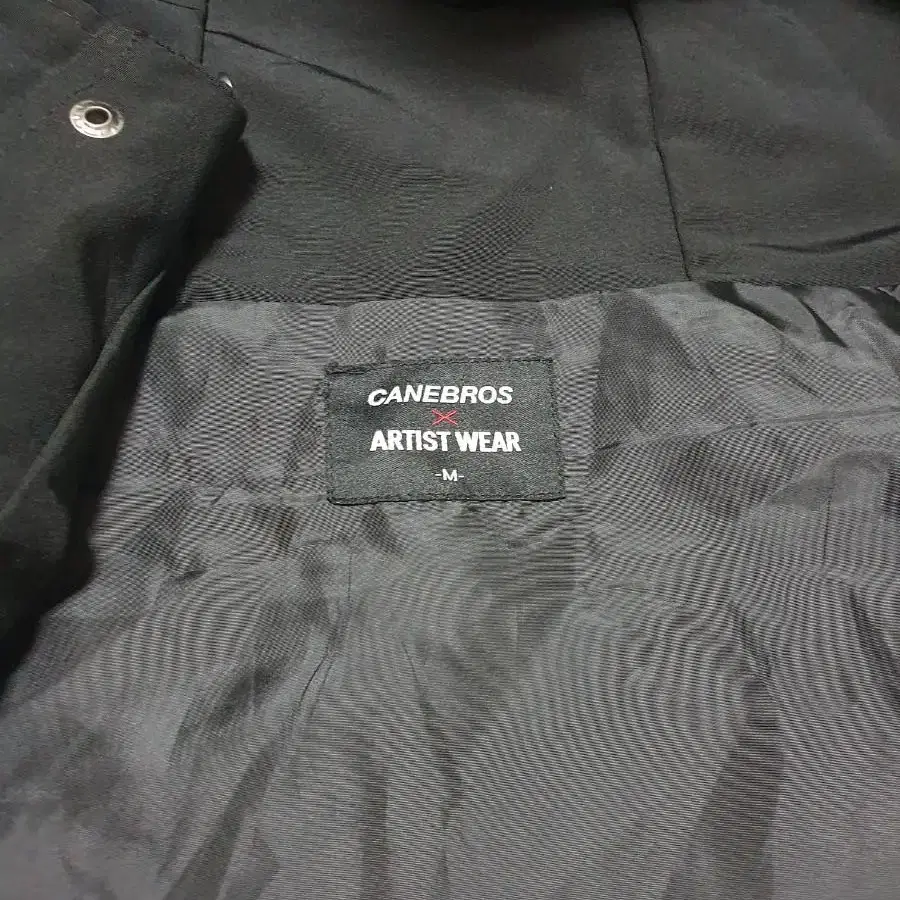 CANEBROS
X
ARTIST WEAR
-M-